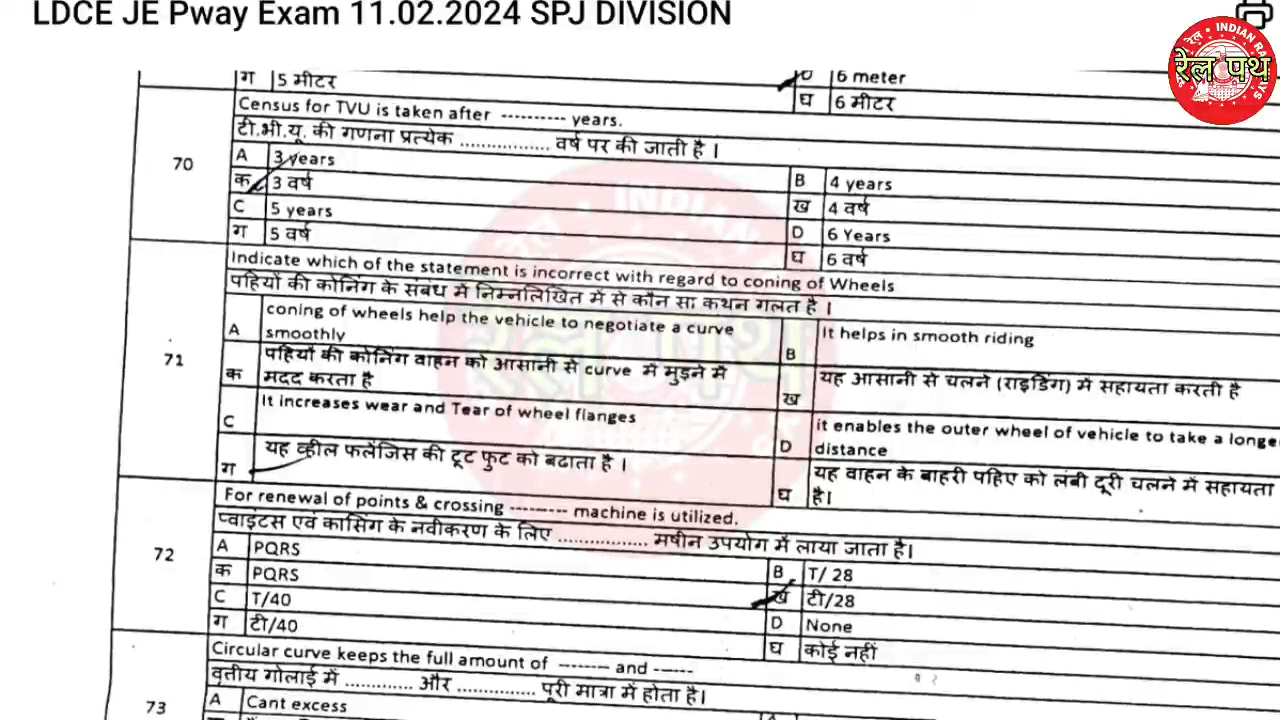 LDCE JE Pway Exam 11.02.2024 SPJ DIVISION
INDIAN
रेल पथ
ग 5 मीटर D 6 meter
घ 6 मीटर
70 Census for TVU is taken after ---------- years.
टी.भी.यू. की गणना प्रत्येक ................. वर्ष पर की जाती है ।
A 3 years B 4 years
क 3 वर्ष ख 4 वर्ष
C 5 years D 6 Years
ग 5 वर्ष घ 6 वर्ष
71 Indicate which of the statement is incorrect with regard to coning of Wheels
पहियों की कोनिंग के संबंध में निम्नलिखित में से कौन सा कथन गलत है ।
A coning of wheels help the vehicle to negotiate a curve
smoothly
B It helps in smooth riding
क पहियों की कोनिंग वाहन को आसानी से curve में मुड़ने में
मदद करता है
ख यह आसानी से चलने (राइडिंग) में सहायता करती है
C It increases wear and Tear of wheel flanges
D it enables the outer wheel of vehicle to take a longe
distance
ग यह व्हील फलेंजिस की टूट फुट को बढाता है ।
घ यह वाहन के बाहरी पहिए को लंबी दूरी चलने में सहायता
है।
72 For renewal of points & crossing --------- machine is utilized.
प्वाइंटस एवं कासिंग के नवीकरण के लिए ................. मषीन उपयोग में लाया जाता है।
A PQRS B T/ 28
क PQRS ख टी/28
C T/40 D None
ग टी/40 घ कोई नहीं
73 Circular curve keeps the full amount of -------- and ------
वृत्तीय गोलाई में ............. और ............... पूरी मात्रा में होता है।
A Cant excess